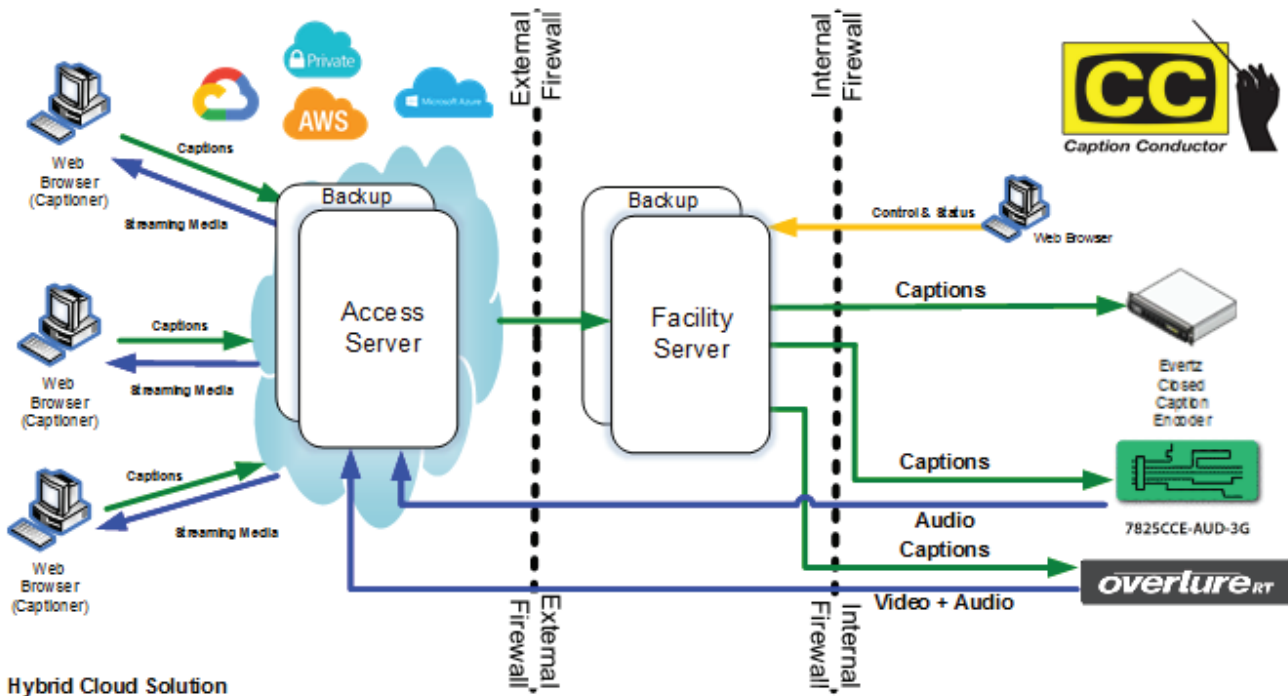 External
Firewall
Internal
Firewall
Private
AWS
Microsoft Azure
CC
Caption Conductor
Web
Browser
(Captioner)
Captions
Streaming Media
Backup
Access
Server
Backup
Facility
Server
Control & Status
Web Browser
Web
Browser
(Captioner)
Captions
Streaming Media
Captions
Evertz
Closed
Caption
Encoder
Web
Browser
(Captioner)
Captions
Streaming Media
Captions
Audio
7825CCE-AUD-3G
Captions
Video + Audio
overture RT
External
Firewall
Internal
Firewall
Hybrid Cloud Solution